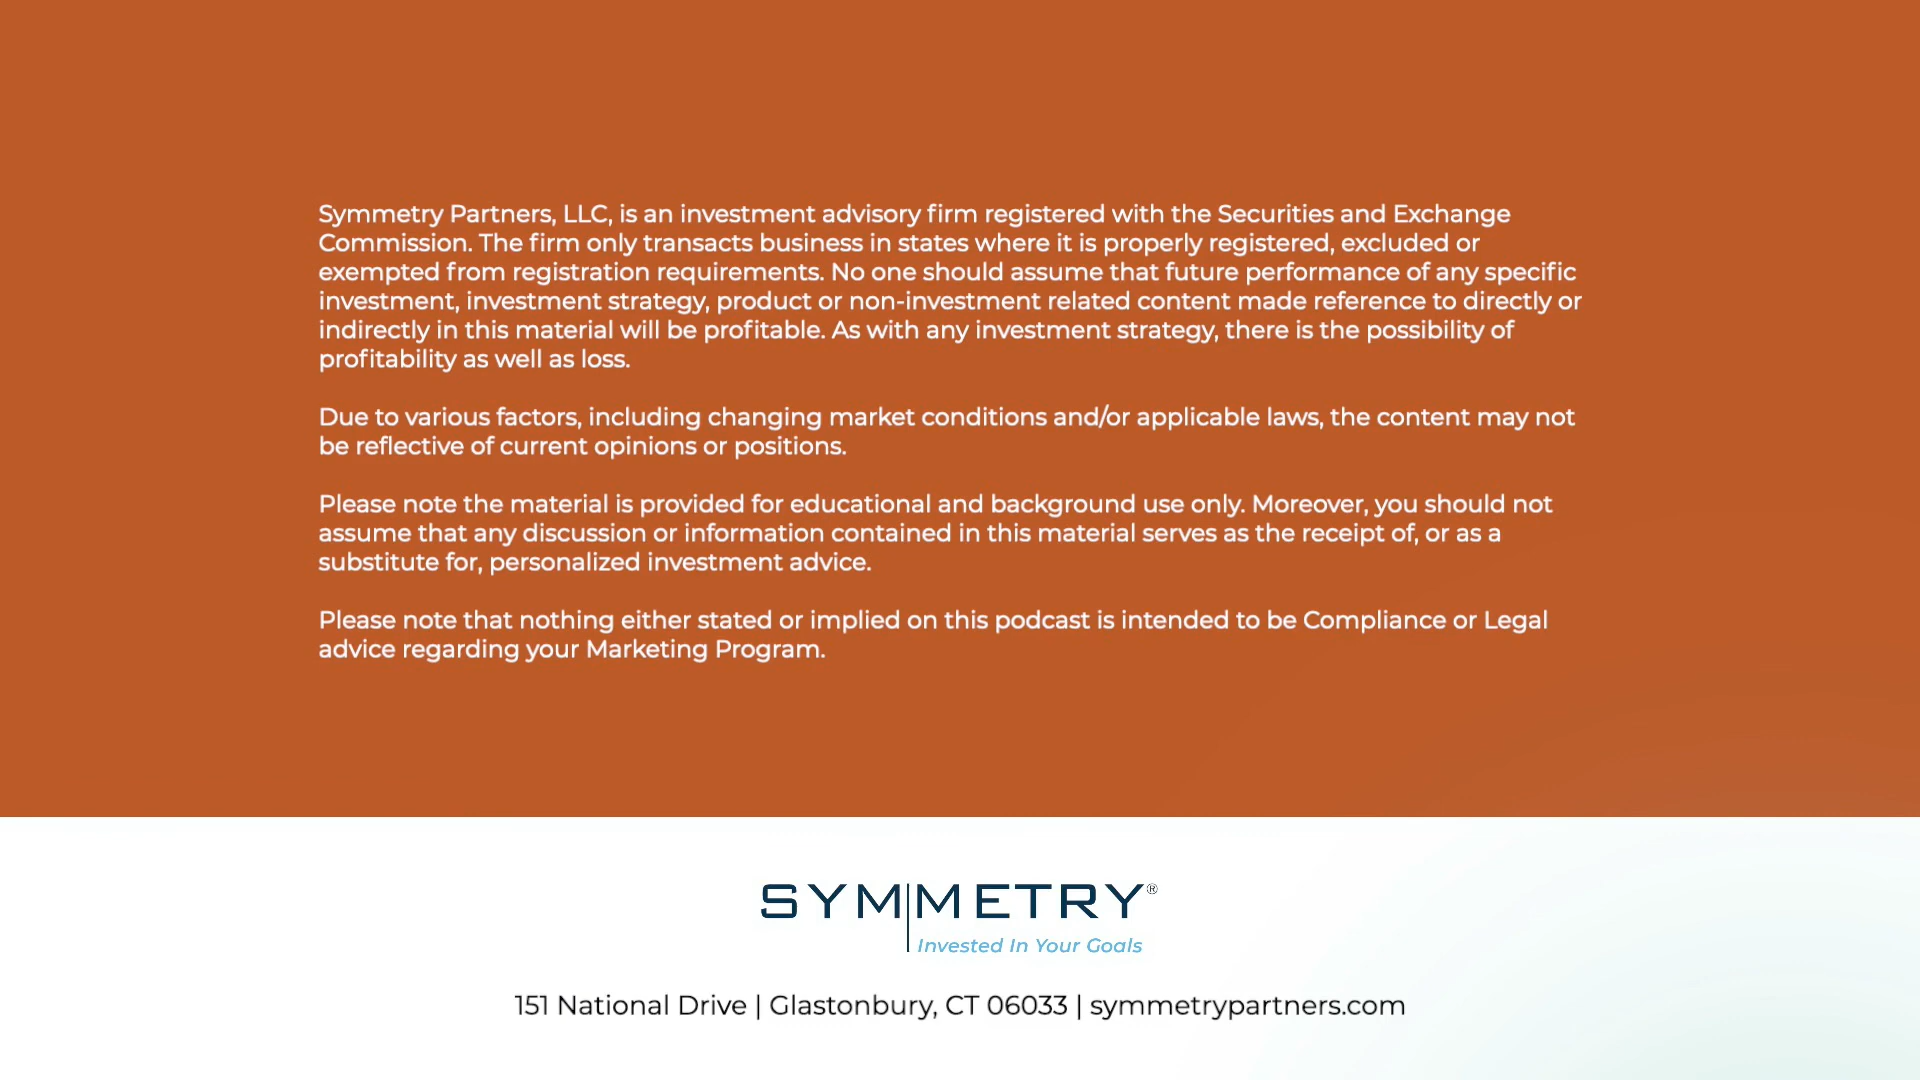 Symmetry Partners, LLC, is an investment advisory firm registered with the Securities and Exchange
Commission. The firm only transacts business in states where it is properly registered, excluded or
exempted from registration requirements. No one should assume that future performance of any specific
investment, investment strategy, product or non-investment related content made reference to directly or
indirectly in this material will be profitable. As with any investment strategy, there is the possibility of
profitability as well as loss.
Due to various factors, including changing market conditions and/or applicable laws, the content may not
be reflective of current opinions or positions.
Please note the material is provided for educational and background use only. Moreover, you should not
assume that any discussion or information contained in this material serves as the receipt of, or as a
substitute for, personalized investment advice.
Please note that nothing either stated or implied on this podcast is intended to be Compliance or Legal
advice regarding your Marketing Program.
SYMMETRY®
Invested In Your Goals
151 National Drive | Glastonbury, CT 06033 | symmetrypartners.com